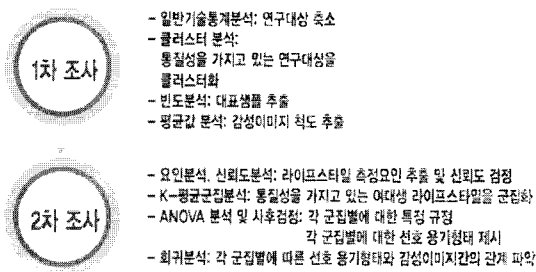 1차 조사
– 일반기술통계분석: 연구대상 축소
– 클러스터 분석:
통질성을 가지고 있는 연구대상을
클러스터화
– 빈도분석: 대표샘플 추출
– 평균값 분석: 감성이미지 척도 추출
2차 조사
– 요인분석, 신뢰도분석: 라이프스타일 측정요인 추출 및 신뢰도 검정
– K–평균군집분석: 통질성을 가지고 있는 여대생 라이프스타일을 군집화
– ANOVA 분석 및 사후검정: 각 군집별에 대한 특징 규정
각 군집별에 대한 선호 용기형태 제시
– 회귀분석: 각 군집별에 따른 선호 용기형태와 감성이미지간의 관계 파악